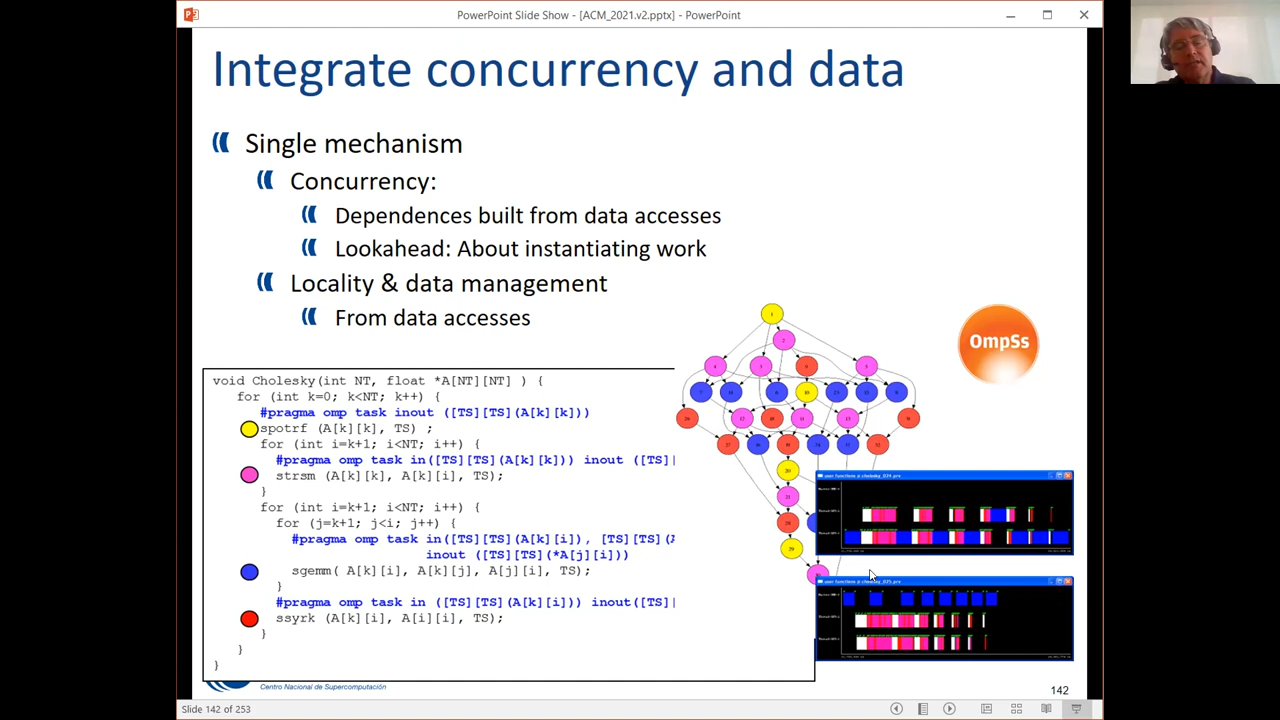 PowerPoint Slide Show - [ACM_2021.v2.pptx] - PowerPoint
Integrate concurrency and data
Single mechanism
Concurrency:
Dependences built from data accesses
Lookahead: About instantiating work
Locality & data management
From data accesses
OmpSs
void Cholesky(int NT, float *A[NT][NT] ) {
for (int k=0; k<NT; k++) {
#pragma omp task inout ([TS][TS](A[k][k]))
spotrf (A[k][k], TS) ;
for (int i=k+1; i<NT; i++) {
#pragma omp task in([TS][TS](A[k][k])) inout ([TS]
strsm (A[k][k], A[k][i], TS);
}
for (int i=k+1; i<NT; i++) {
for (j=k+1; j<i; j++) {
#pragma omp task in([TS][TS](A[k][i]), [TS][TS](
inout ([TS][TS](*A[j][i]))
sgemm( A[k][i], A[k][j], A[j][i], TS);
}
#pragma omp task in ([TS][TS](A[k][i])) inout([TS]
ssyrk (A[k][i], A[i][i], TS);
}
}
}
Centro Nacional de Supercomputación
142
Slide 142 of 253